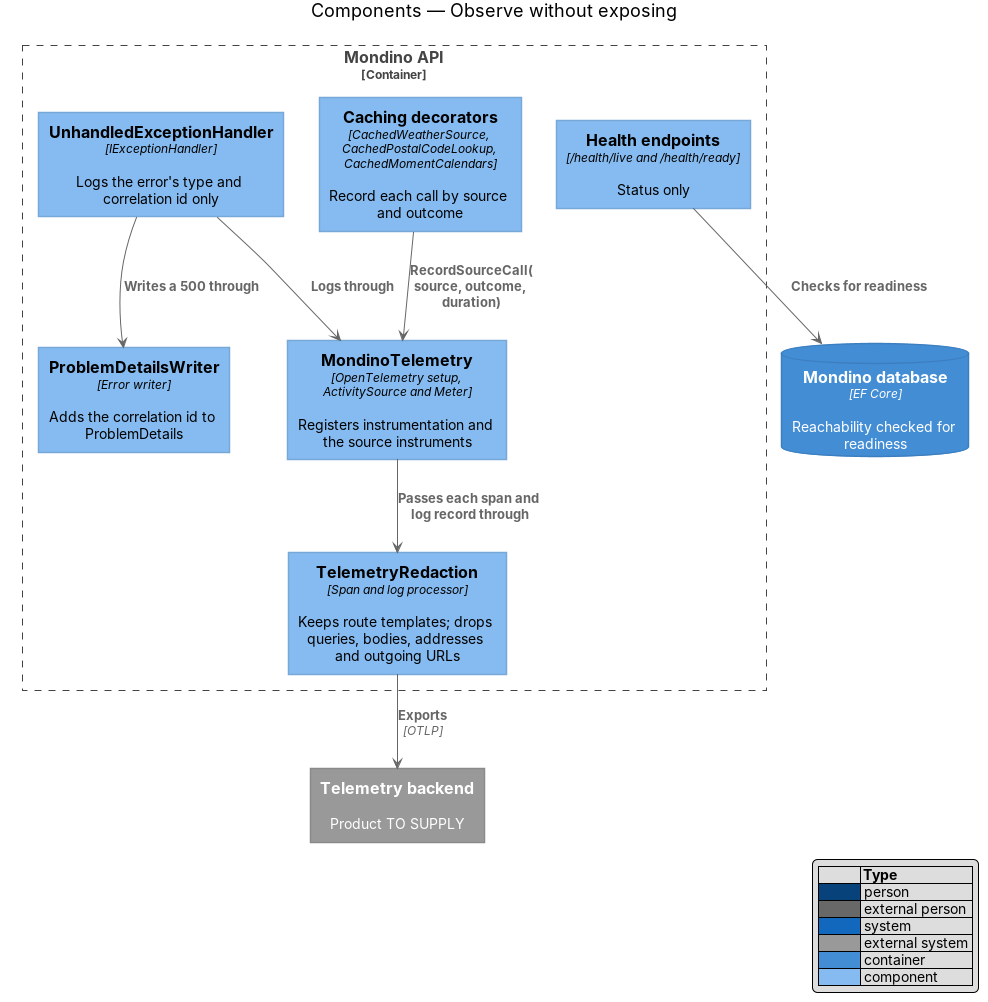 Components — Observe without exposing
Mondino API
[Container]
UnhandledExceptionHandler
[IExceptionHandler]
Logs the error's type and
correlation id only
Caching decorators
[CachedWeatherSource,
CachedPostalCodeLookup,
CachedMomentCalendars]
Record each call by source
and outcome
Health endpoints
[/health/live and /health/ready]
Status only
Writes a 500 through
Logs through
RecordSourceCall(
source, outcome,
duration)
Checks for readiness
ProblemDetailsWriter
[Error writer]
Adds the correlation id to
ProblemDetails
MondinoTelemetry
[OpenTelemetry setup,
ActivitySource and Meter]
Registers instrumentation and
the source instruments
Mondino database
[EF Core]
Reachability checked for
readiness
Passes each span and
log record through
TelemetryRedaction
[Span and log processor]
Keeps route templates; drops
queries, bodies, addresses
and outgoing URLs
Exports
[OTLP]
Telemetry backend
Product TO SUPPLY
Type
person
external person
system
external system
container
component